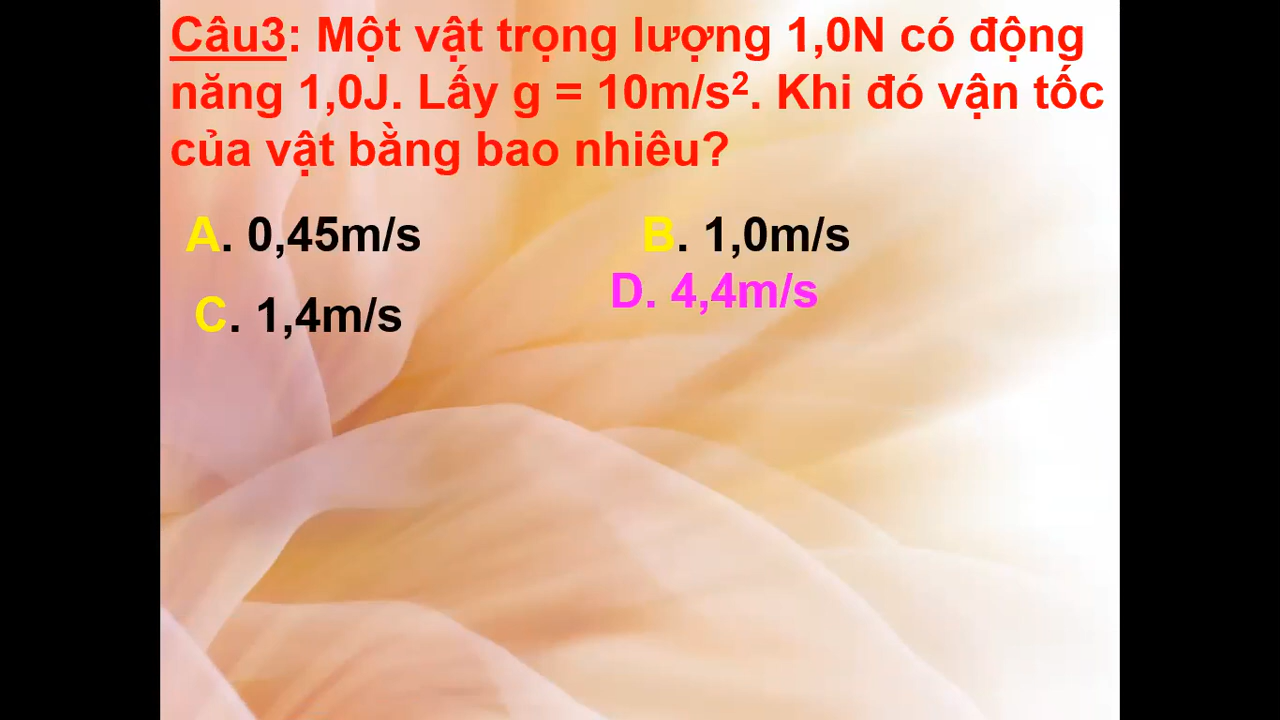 Câu3: Một vật trọng lượng 1,0N có động
năng 1,0J. Lấy g = 10m/s². Khi đó vận tốc
của vật bằng bao nhiêu?
A. 0,45m/s
B. 1,0m/s
C. 1,4m/s
D. 4,4m/s